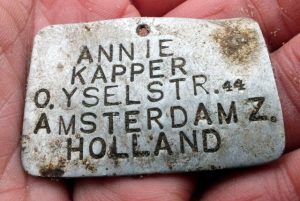 ANNIE
KAPPER
O. YSELSTR. 44
AMSTERDAM Z.
HOLLAND